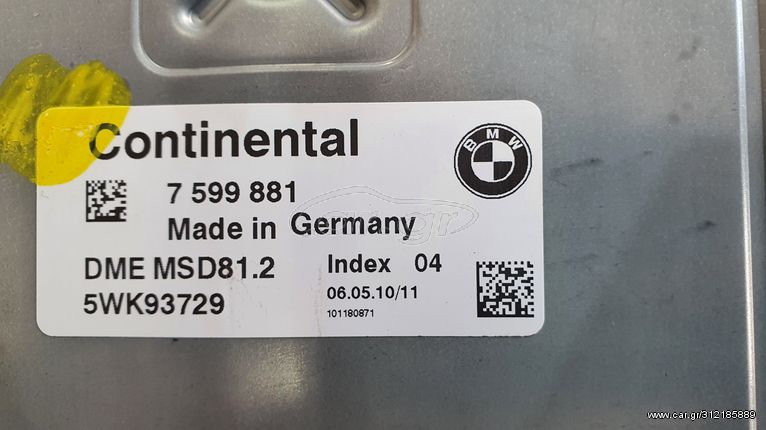 Continental
BMW
7 599 881
Made in Germany
DME MSD81.2
Index 04
5WK93729
06.05.10/11
101180871
www.car.gr/312185889